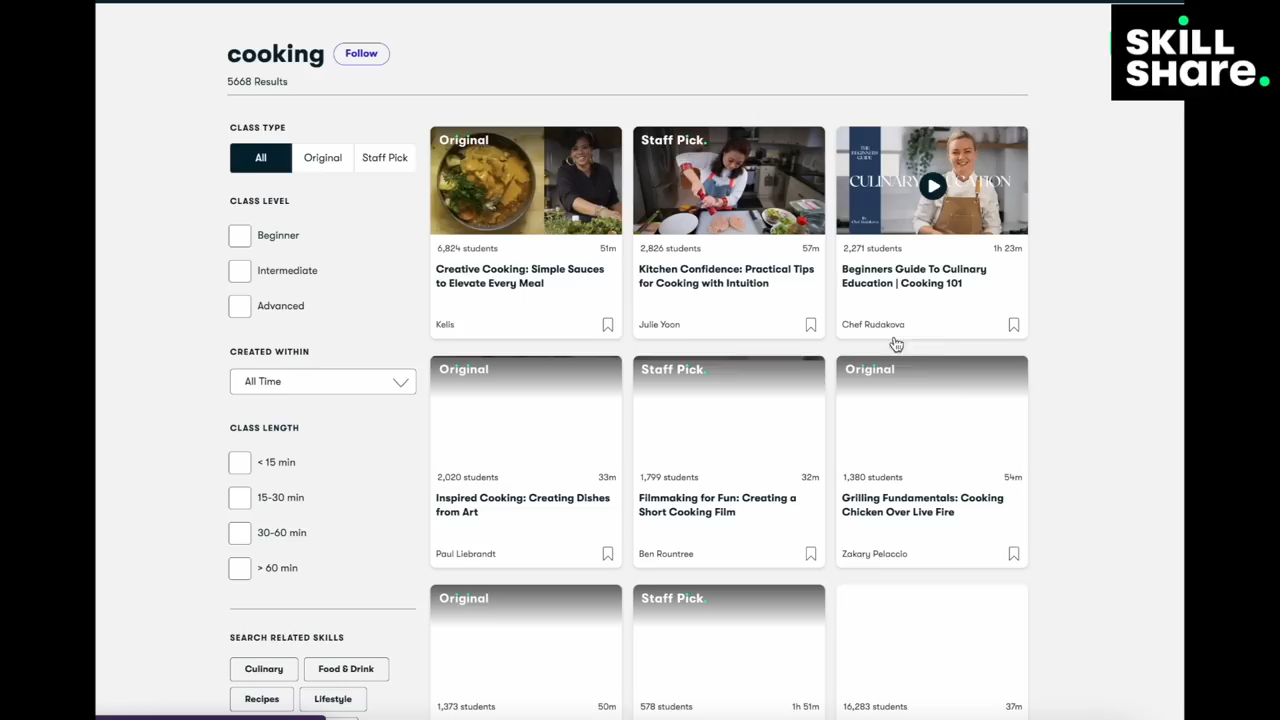 SKILL
SHARE.
cooking
Follow
5668 Results
CLASS TYPE
All
Original
Staff Pick
CLASS LEVEL
Beginner
Intermediate
Advanced
CREATED WITHIN
All Time
CLASS LENGTH
< 15 min
15-30 min
30-60 min
> 60 min
SEARCH RELATED SKILLS
Culinary
Food & Drink
Recipes
Lifestyle
Original
6,824 students
51m
Creative Cooking: Simple Sauces
to Elevate Every Meal
Kelis
Staff Pick.
2,826 students
57m
Kitchen Confidence: Practical Tips
for Cooking with Intuition
Julie Yoon
THE
BEGINNERS
GUIDE
CULINARY EDUCATION
2,271 students
1h 23m
Beginners Guide To Culinary
Education | Cooking 101
Chef Rudakova
Original
2,020 students
33m
Inspired Cooking: Creating Dishes
from Art
Paul Liebrandt
Staff Pick.
1,799 students
32m
Filmmaking for Fun: Creating a
Short Cooking Film
Ben Rountree
Original
1,380 students
54m
Grilling Fundamentals: Cooking
Chicken Over Live Fire
Zakary Pelaccio
Original
1,373 students
50m
Staff Pick.
578 students
1h 51m
16,283 students
37m